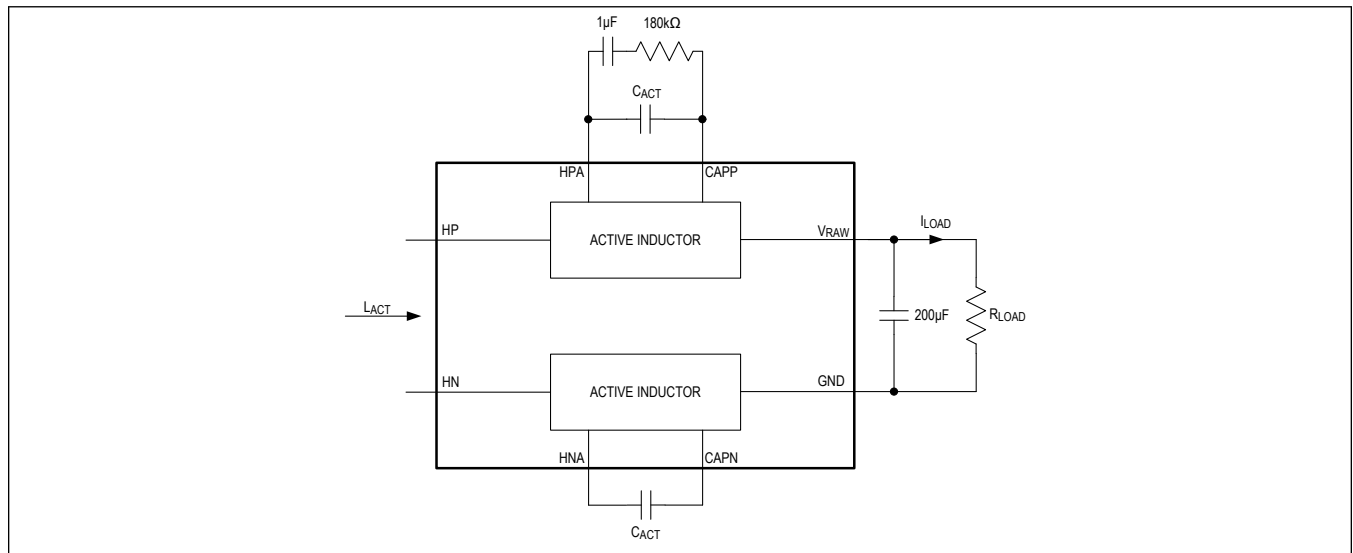 1µF 180kΩ
CACT
HPA CAPP
HP ACTIVE INDUCTOR VRAW ILOAD
LACT 200µF RLOAD
HN ACTIVE INDUCTOR GND
HNA CAPN
CACT